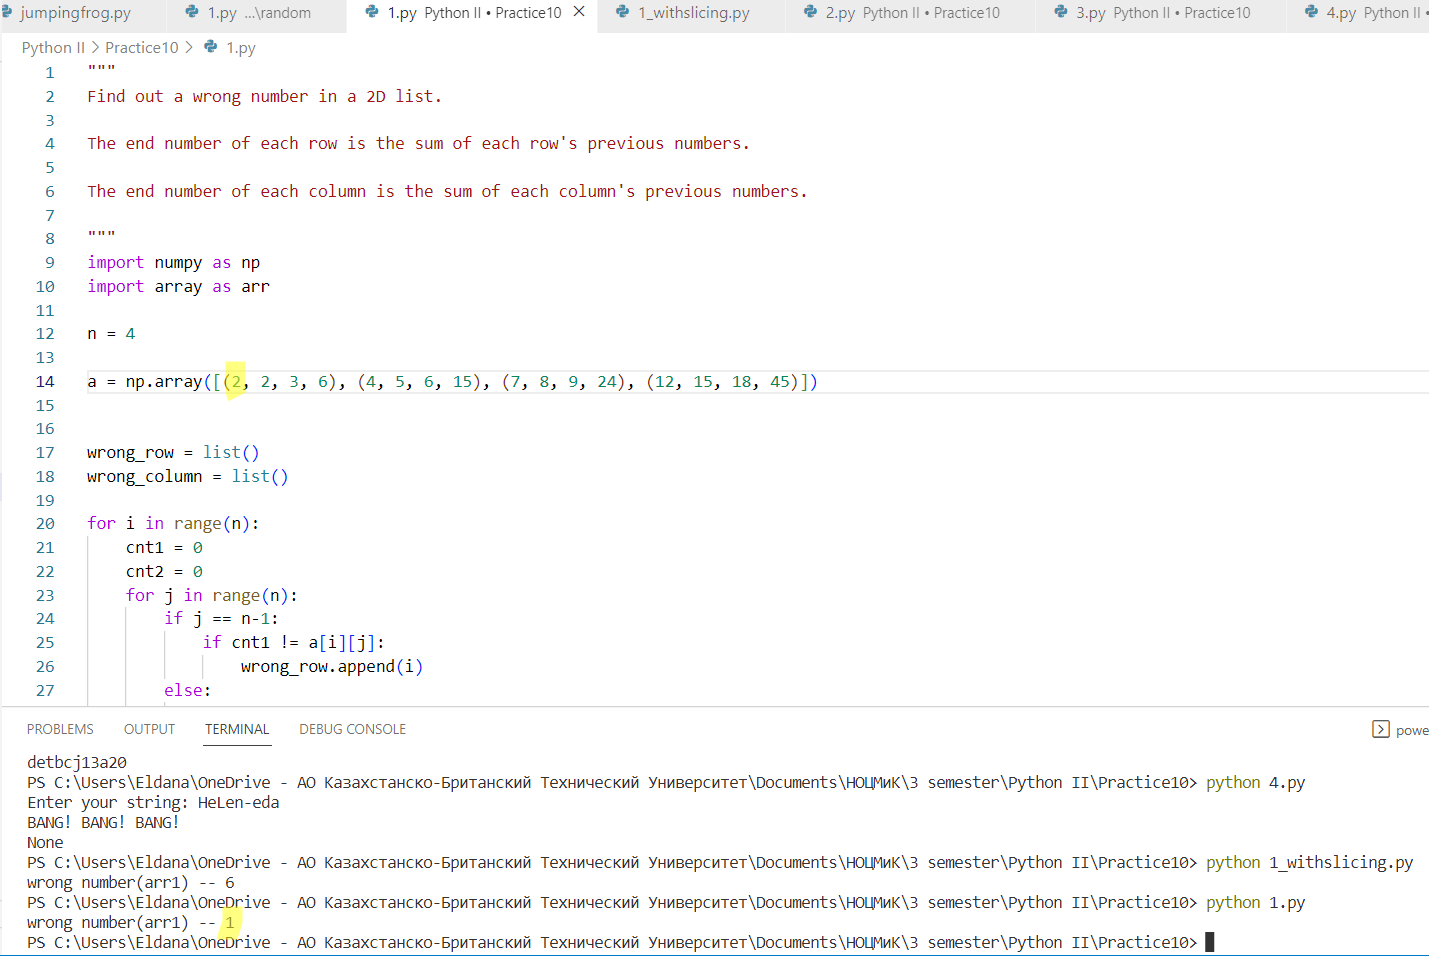 jumpingfrog.py 1.py ...\random 1.py Python II • Practice10 1_withslicing.py 2.py Python II • Practice10 3.py Python II • Practice10 4.py Python II •
Python II > Practice10 > 1.py
1 """
2 Find out a wrong number in a 2D list.
3
4 The end number of each row is the sum of each row's previous numbers.
5
6 The end number of each column is the sum of each column's previous numbers.
7
8 """
9 import numpy as np
10 import array as arr
11
12 n = 4
13
14 a = np.array([(2, 2, 3, 6), (4, 5, 6, 15), (7, 8, 9, 24), (12, 15, 18, 45)])
15
16
17 wrong_row = list()
18 wrong_column = list()
19
20 for i in range(n):
21     cnt1 = 0
22     cnt2 = 0
23     for j in range(n):
24         if j == n-1:
25             if cnt1 != a[i][j]:
26                 wrong_row.append(i)
27         else:
PROBLEMS OUTPUT TERMINAL DEBUG CONSOLE powe
detbcj13a20
PS C:\Users\Eldana\OneDrive - АО Казахстанско-Британский Технический Университет\Documents\НОЦМиК\3 semester\Python II\Practice10> python 4.py
Enter your string: HeLen-eda
BANG! BANG! BANG!
None
PS C:\Users\Eldana\OneDrive - АО Казахстанско-Британский Технический Университет\Documents\НОЦМиК\3 semester\Python II\Practice10> python 1_withslicing.py
wrong number(arr1) -- 6
PS C:\Users\Eldana\OneDrive - АО Казахстанско-Британский Технический Университет\Documents\НОЦМиК\3 semester\Python II\Practice10> python 1.py
wrong number(arr1) -- 1
PS C:\Users\Eldana\OneDrive - АО Казахстанско-Британский Технический Университет\Documents\НОЦМиК\3 semester\Python II\Practice10>